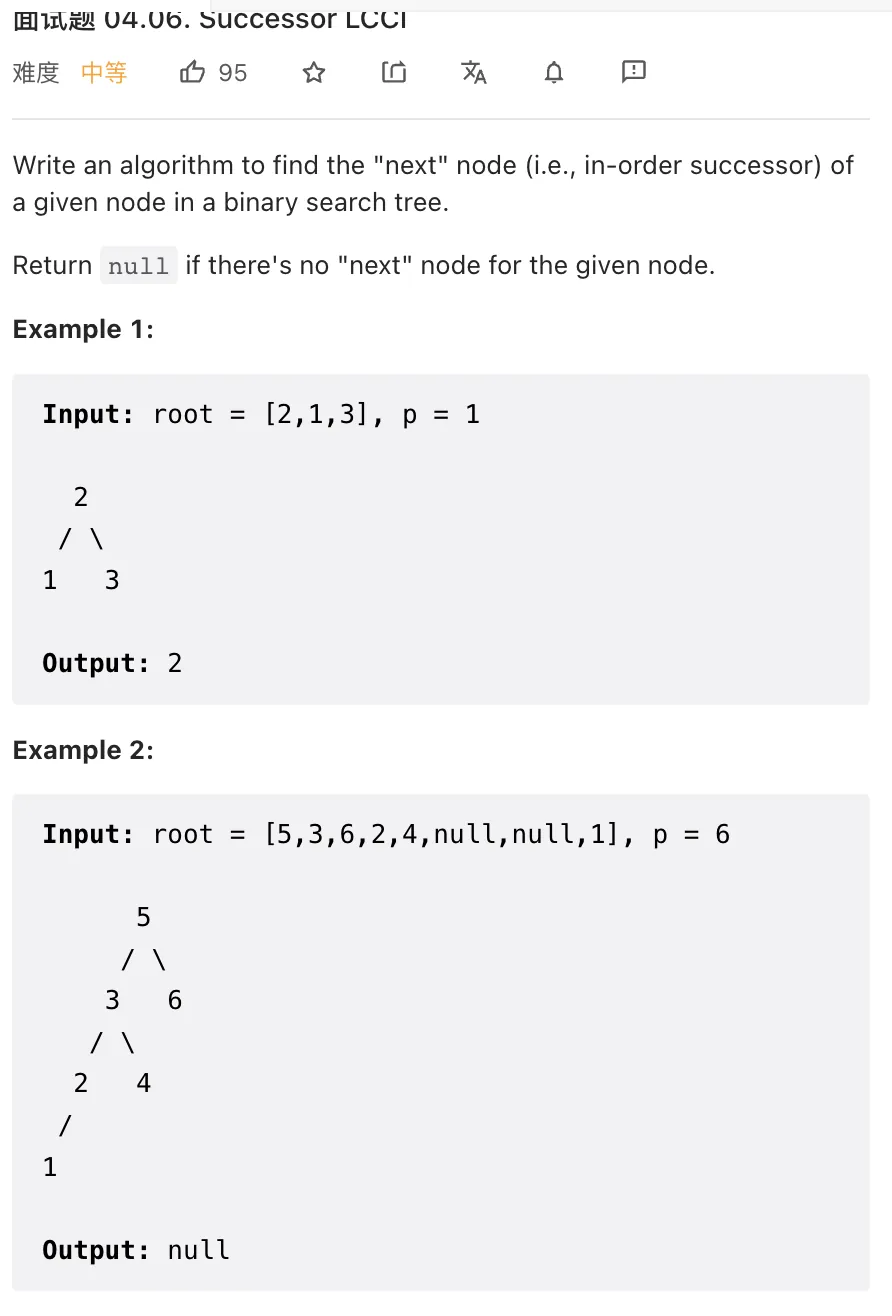 面试题 04.06. Successor LCCI
难度 中等 95
Write an algorithm to find the "next" node (i.e., in-order successor) of
a given node in a binary search tree.
Return null if there's no "next" node for the given node.
Example 1:
Input: root = [2,1,3], p = 1
2
/ \
1 3
Output: 2
Example 2:
Input: root = [5,3,6,2,4,null,null,1], p = 6
5
/ \
3 6
/ \
2 4
/
1
Output: null